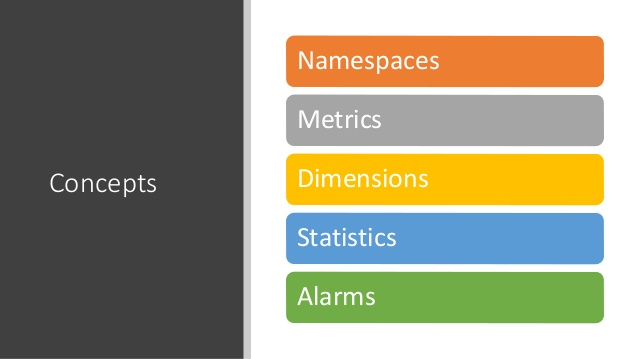 Concepts
Namespaces
Metrics
Dimensions
Statistics
Alarms